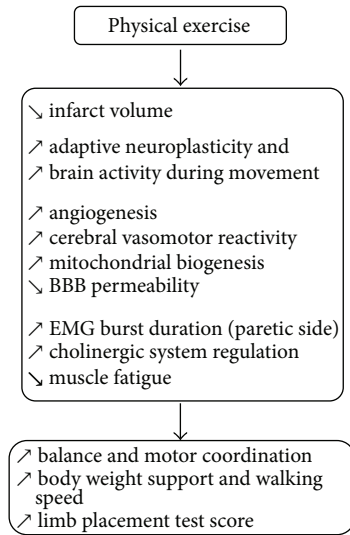 Physical exercise
↘ infarct volume
↗ adaptive neuroplasticity and
↗ brain activity during movement
↗ angiogenesis
↗ cerebral vasomotor reactivity
↗ mitochondrial biogenesis
↘ BBB permeability
↗ EMG burst duration (paretic side)
↗ cholinergic system regulation
↘ muscle fatigue
↗ balance and motor coordination
↗ body weight support and walking
speed
↗ limb placement test score